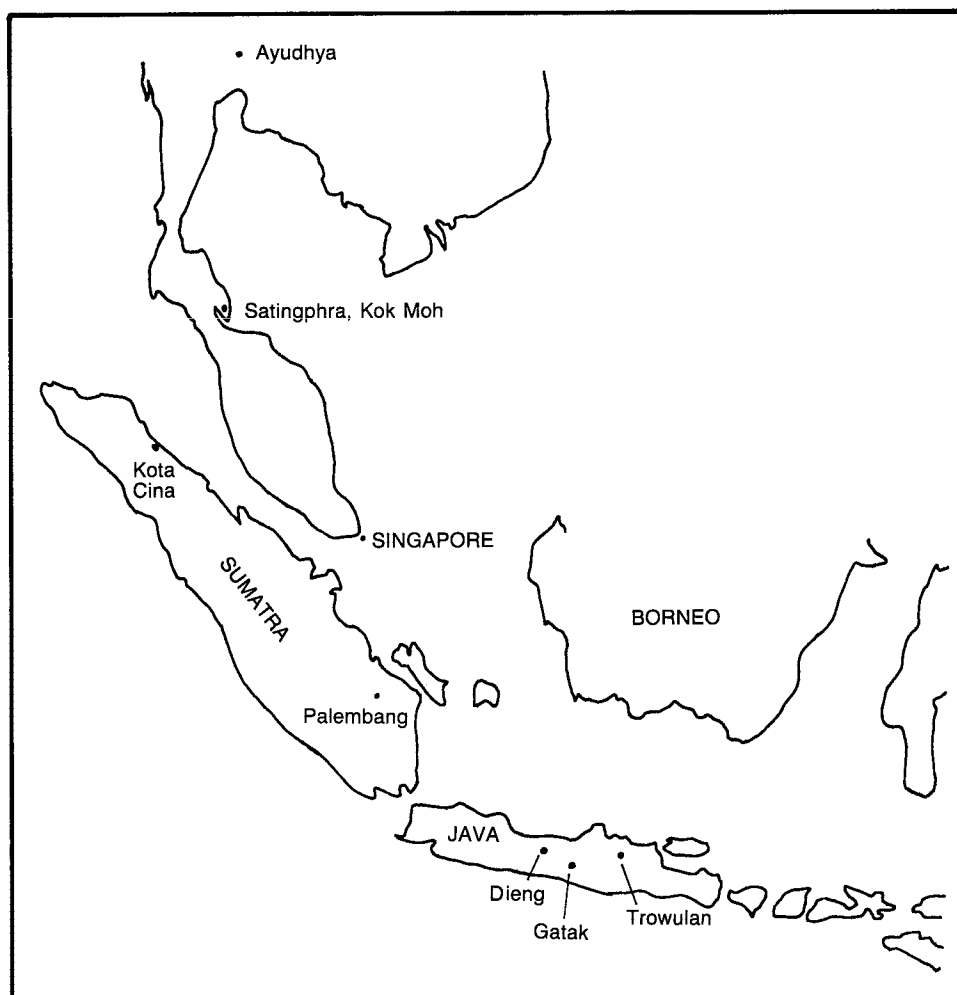 Ayudhya
Satingphra, Kok Moh
Kota
Cina
SINGAPORE
SUMATRA
BORNEO
Palembang
JAVA
Dieng
Gatak
Trowulan